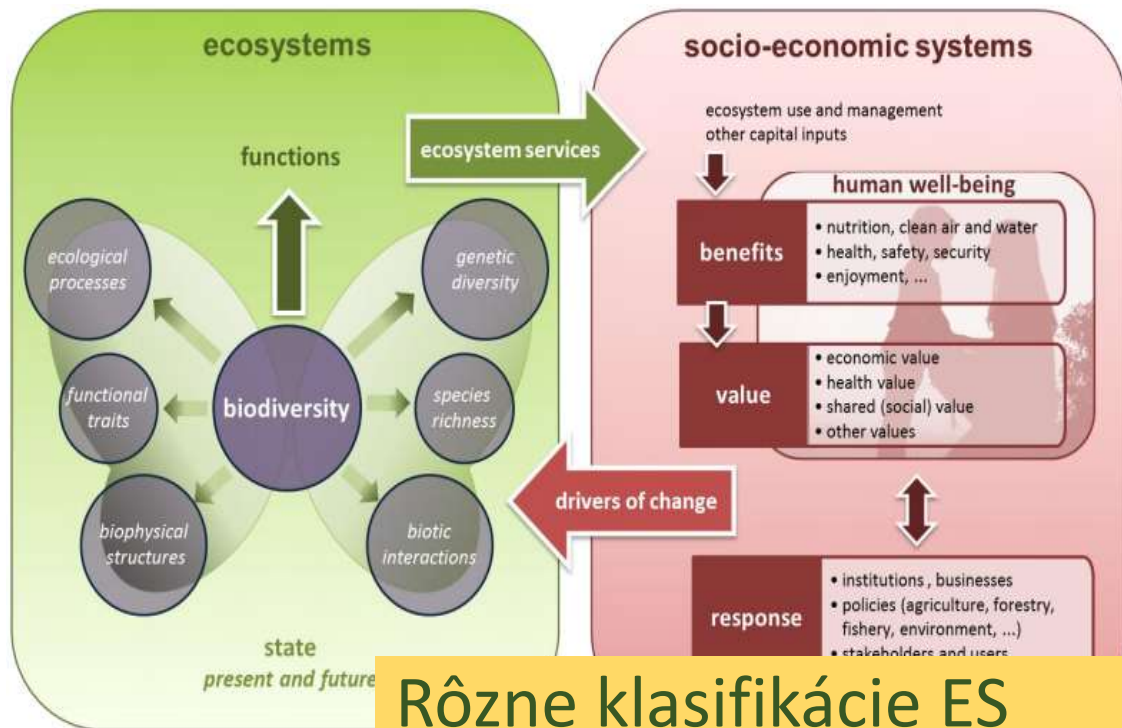 ecosystems
functions
ecological
processes
genetic
diversity
functional
traits
biodiversity
species
richness
biophysical
structures
biotic
interactions
state
present and future
ecosystem services
drivers of change
socio-economic systems
ecosystem use and management
other capital inputs
human well-being
benefits
• nutrition, clean air and water
• health, safety, security
• enjoyment, ...
value
• economic value
• health value
• shared (social) value
• other values
response
• institutions , businesses
• policies (agriculture, forestry,
fishery, environment, ...)
• stakeholders and users
Rôzne klasifikácie ES